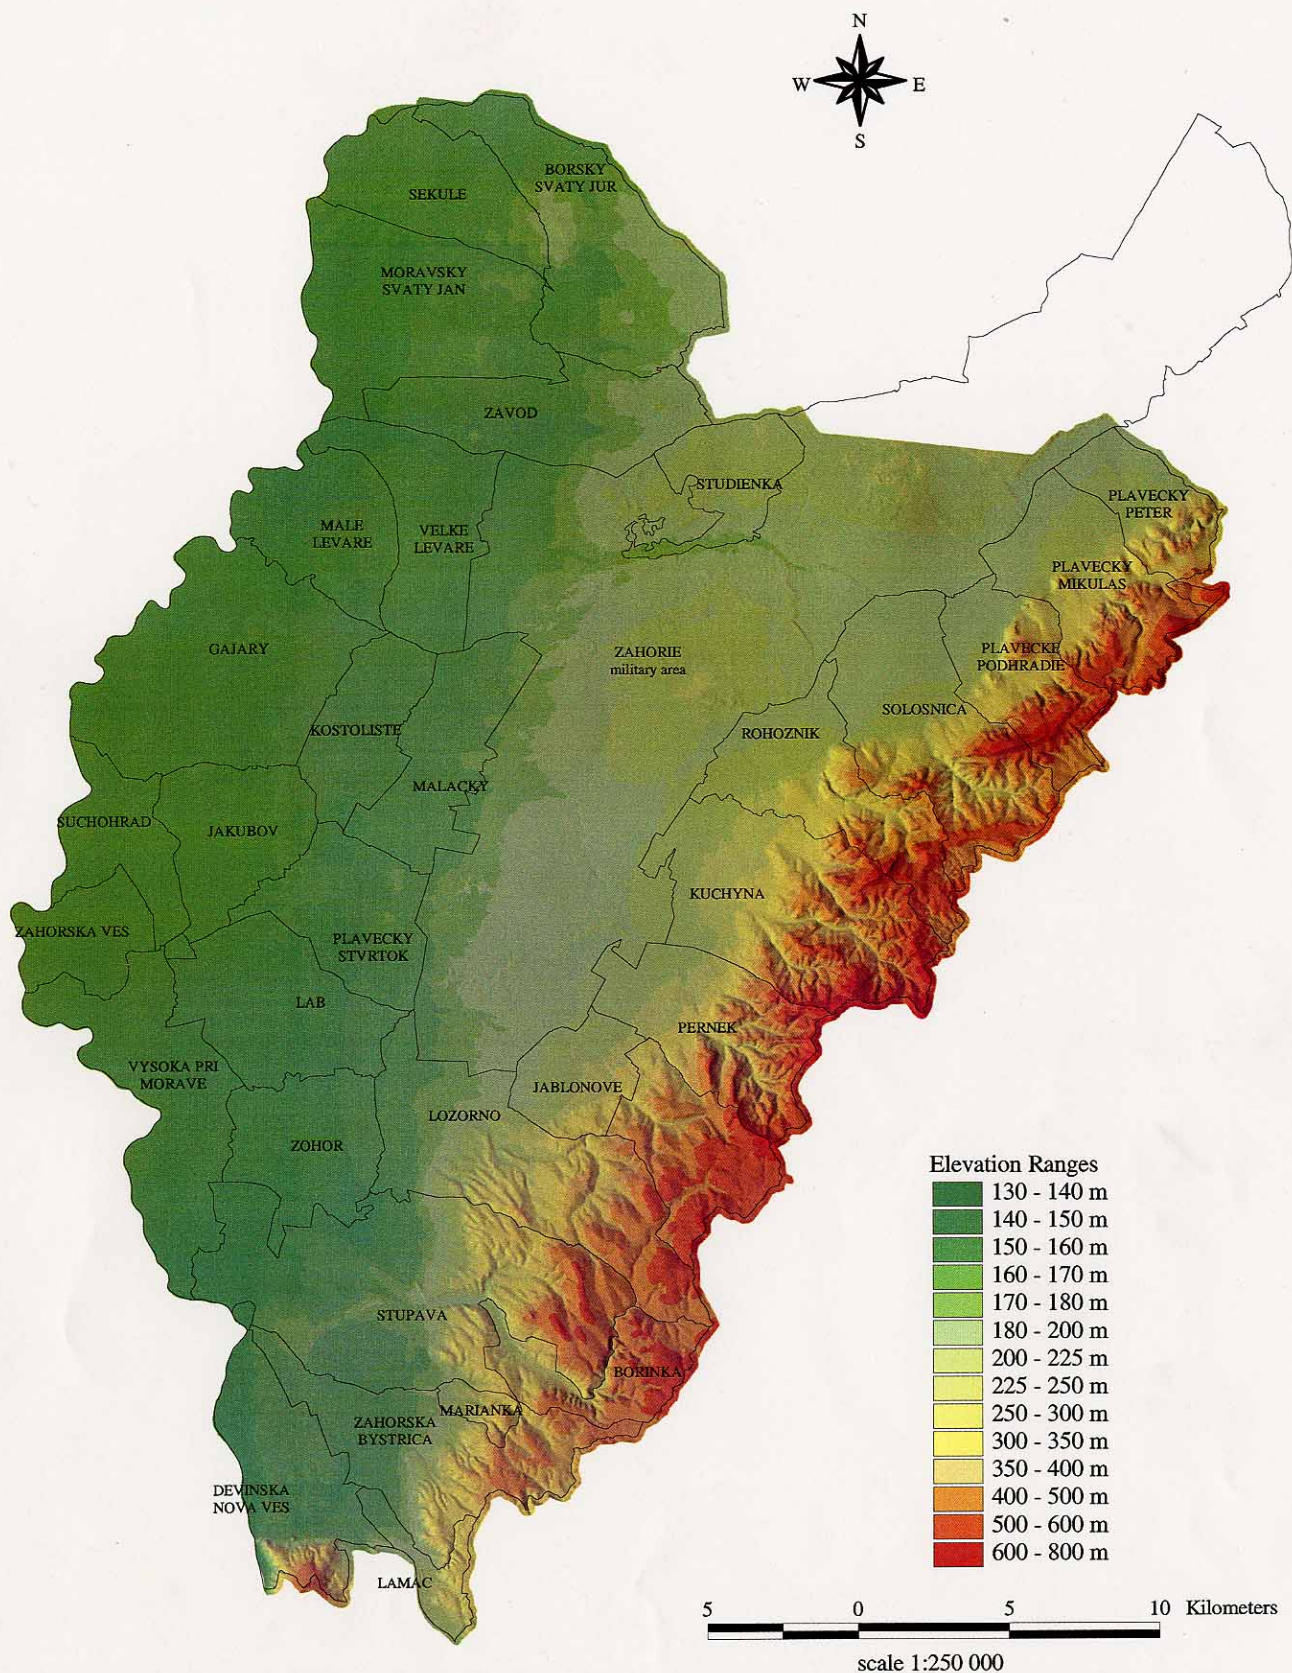 N
W E
S
BORSKY
SVATY JUR
SEKULE
MORAVSKY
SVATY JAN
ZAVOD
STUDIENKA
PLAVECKY
PETER
MALE
LEVARE
VELKE
LEVARE
PLAVECKY
MIKULAS
GAJARY
ZAHORIE
military area
PLAVECKE
PODHRADIE
SOLOSNICA
KOSTOLISTE
ROHOZNIK
MALACKY
SUCHOHRAD
JAKUBOV
KUCHYNA
ZAHORSKA VES
PLAVECKY
STVRTOK
LAB
PERNEK
VYSOKA PRI
MORAVE
JABLONOVE
LOZORNO
ZOHOR
STUPAVA
BORINKA
MARIANKA
ZAHORSKA
BYSTRICA
DEVINSKA
NOVA VES
LAMAC
Elevation Ranges
130 - 140 m
140 - 150 m
150 - 160 m
160 - 170 m
170 - 180 m
180 - 200 m
200 - 225 m
225 - 250 m
250 - 300 m
300 - 350 m
350 - 400 m
400 - 500 m
500 - 600 m
600 - 800 m
5 0 5 10 Kilometers
scale 1:250 000